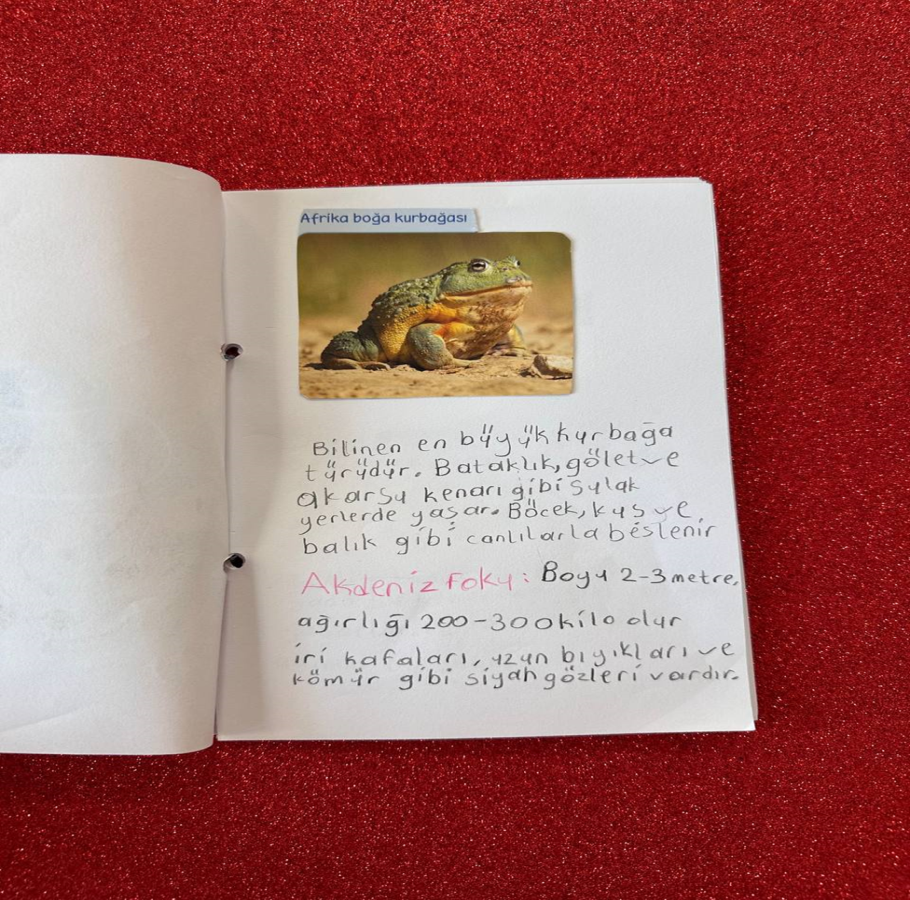 Afrika boğa kurbağası
Bilinen en büyük kurbağa
türüdür. Bataklık, gölet ve
akarsu kenarı gibi sulak
yerlerde yaşar. Böcek, kuş ve
balık gibi canlılarla beslenir
Akdeniz foku: Boyu 2-3 metre,
ağırlığı 200-300 kilo olur
iri kafaları, uzun bıyıkları ve
kömür gibi siyah gözleri vardır.